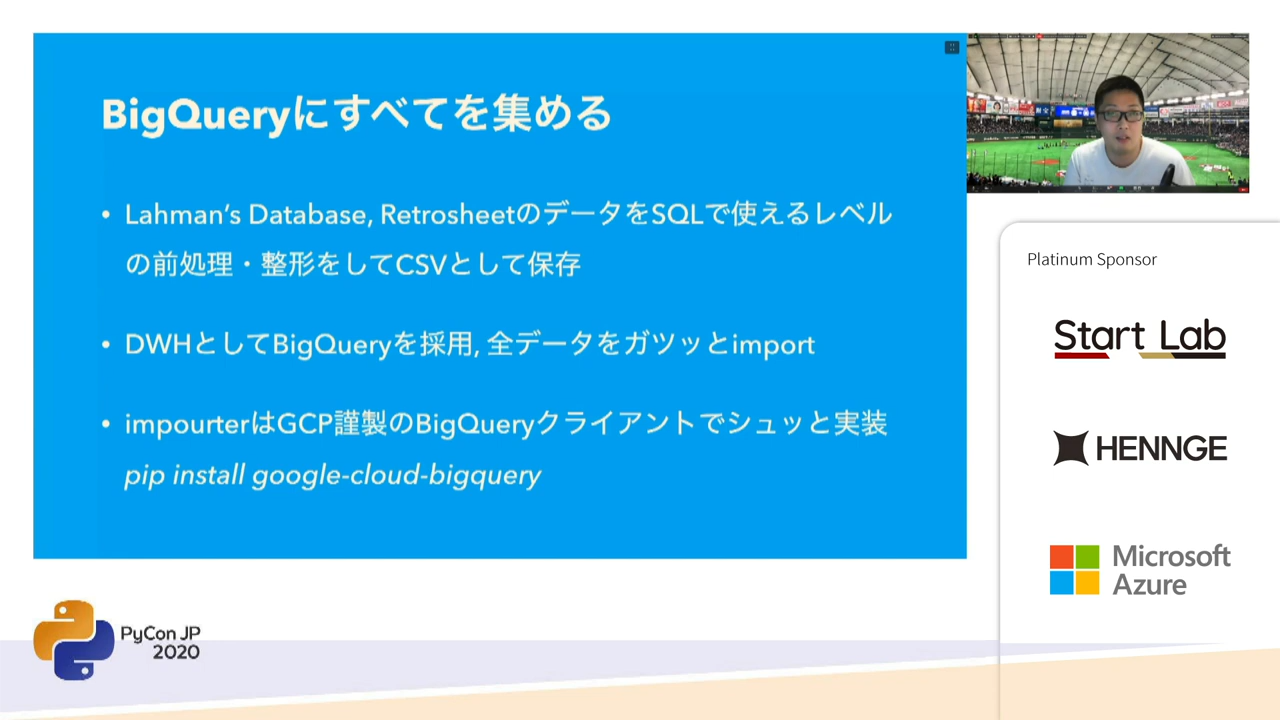 BigQueryにすべてを集める
• Lahman’s Database, RetrosheetのデータをSQLで使えるレベル
の前処理・整形をしてCSVとして保存
• DWHとしてBigQueryを採用, 全データをガツッとimport
• impourterはGCP謹製のBigQueryクライアントでシュッと実装
pip install google-cloud-bigquery
Platinum Sponsor
Start Lab
HENNGE
Microsoft
Azure
PyCon JP
2020